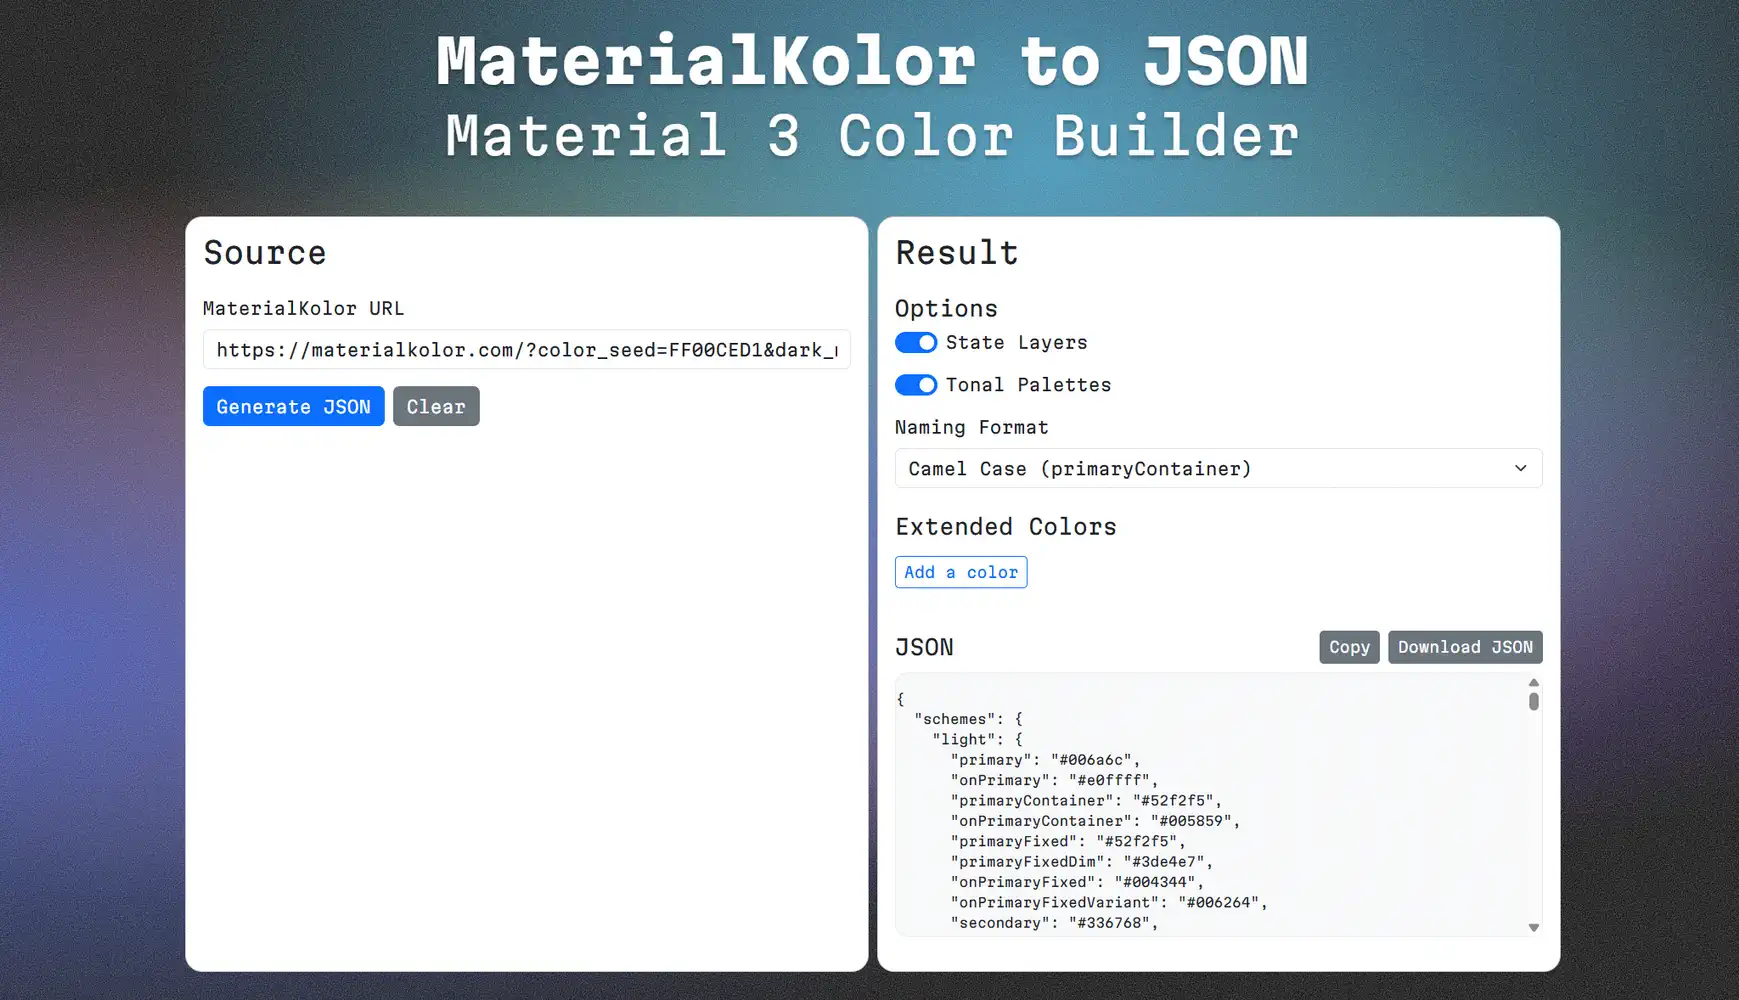 MaterialKolor to JSON
Material 3 Color Builder
Source
MaterialKolor URL
https://materialkolor.com/?color_seed=FF00CED1&dark_
Generate JSON Clear
Result
Options
State Layers
Tonal Palettes
Naming Format
Camel Case (primaryContainer)
Extended Colors
Add a color
JSON Copy Download JSON
{
"schemes": {
"light": {
"primary": "#006a6c",
"onPrimary": "#e0ffff",
"primaryContainer": "#52f2f5",
"onPrimaryContainer": "#005859",
"primaryFixed": "#52f2f5",
"primaryFixedDim": "#3de4e7",
"onPrimaryFixed": "#004344",
"onPrimaryFixedVariant": "#006264",
"secondary": "#336768",